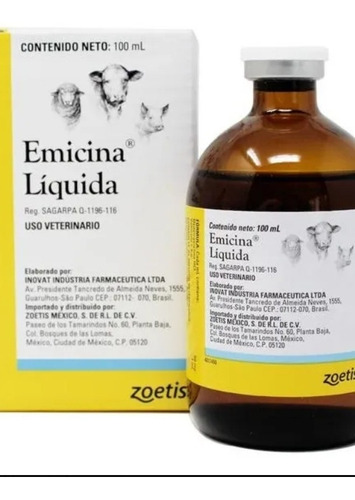 CONTENIDO NETO: 100 mL
Emicina®
Líquida
Reg. SAGARPA Q-1196-116
USO VETERINARIO
Elaborado por:
INOVAT INDÚSTRIA FARMACEUTICA LTDA
Av. Presidente Tancredo de Almeida Neves, 1555,
Guarulhos-São Paulo CEP.: 07112- 070, Brasil.
Importado y distribuido por:
ZOETIS MÉXICO, S. DE R.L. DE C.V.
Paseo de los Tamarindos No. 60, Planta Baja,
Col. Bosques de las Lomas, México,
Ciudad de México, C.P. 05120
zoetis
Contenido neto: 100 mL
Emicina®
Líquida
Reg. SAGARPA Q-1196-116
USO VETERINARIO
Elaborado por:
INOVAT INDÚSTRIA FARMACEUTICA LTDA
Av. Presidente Tancredo de Almeida Neves, 1555,
Guarulhos-São Paulo CEP.: 07112- 070, Brasil.
Importado y distribuido por:
ZOETIS MÉXICO, S. DE R.L. DE C.V.
Paseo de los Tamarindos No. 60, Planta Baja,
Col. Bosques de las Lomas, México,
México, Ciudad de México, C.P. 05120
zoetis